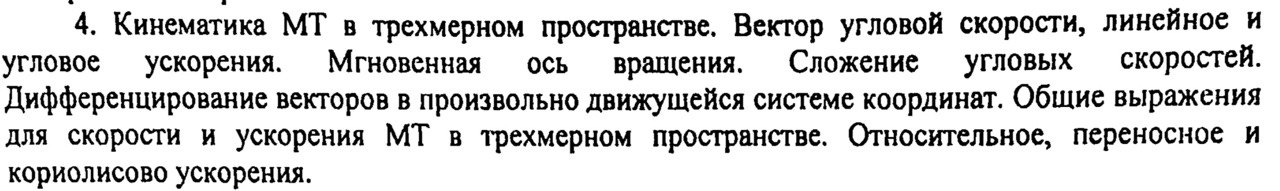 4. Кинематика МТ в трехмерном пространстве. Вектор угловой скорости, линейное и
угловое ускорения. Мгновенная ось вращения. Сложение угловых скоростей.
Дифференцирование векторов в произвольно движущейся системе координат. Общие выражения
для скорости и ускорения МТ в трехмерном пространстве. Относительное, переносное и
кориолисово ускорения.